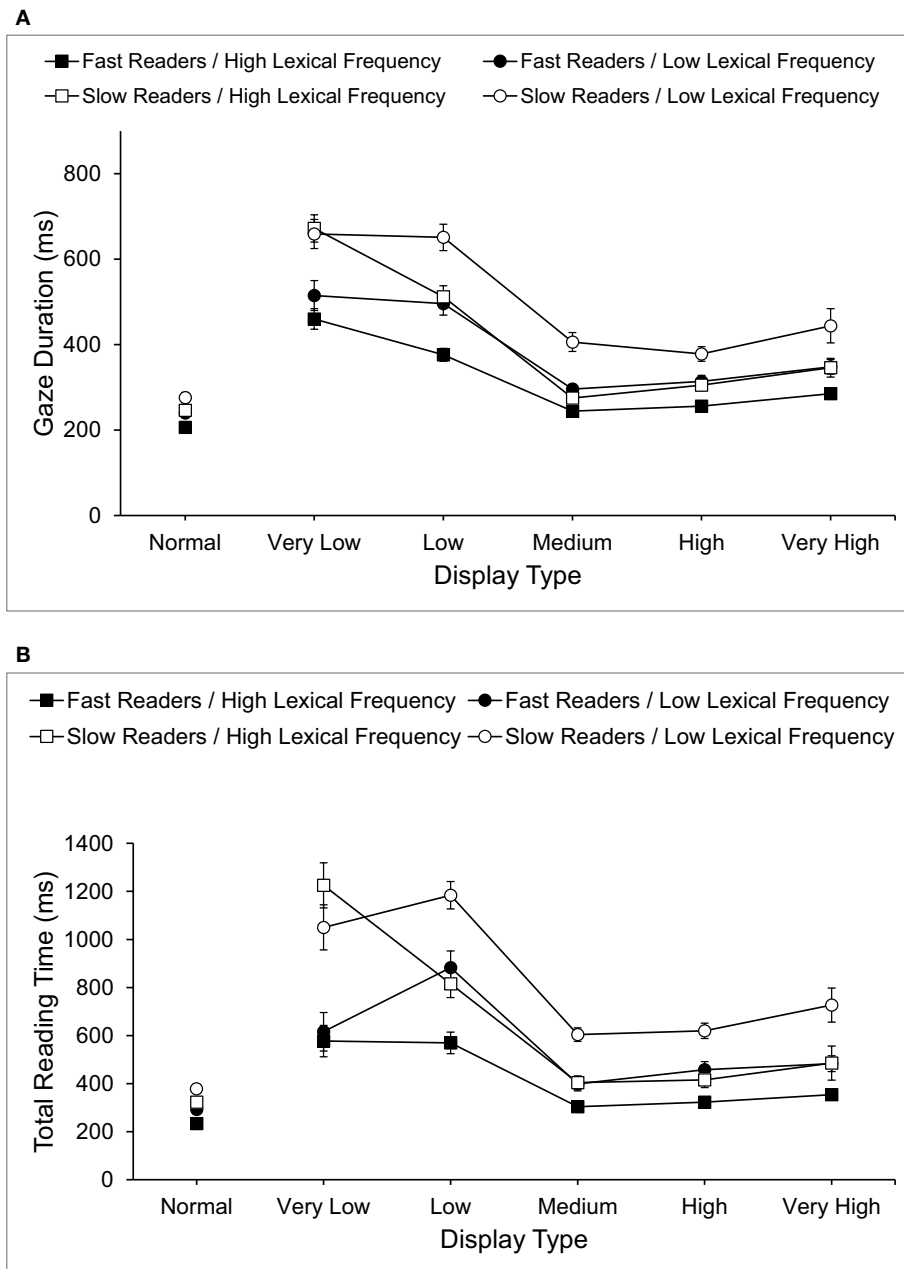 A
Fast Readers / High Lexical Frequency Fast Readers / Low Lexical Frequency
Slow Readers / High Lexical Frequency Slow Readers / Low Lexical Frequency
800
600
400
200
0
Gaze Duration (ms)
Normal Very Low Low Medium High Very High
Display Type
B
Fast Readers / High Lexical Frequency Fast Readers / Low Lexical Frequency
Slow Readers / High Lexical Frequency Slow Readers / Low Lexical Frequency
1400
1200
1000
800
600
400
200
0
Total Reading Time (ms)
Normal Very Low Low Medium High Very High
Display Type